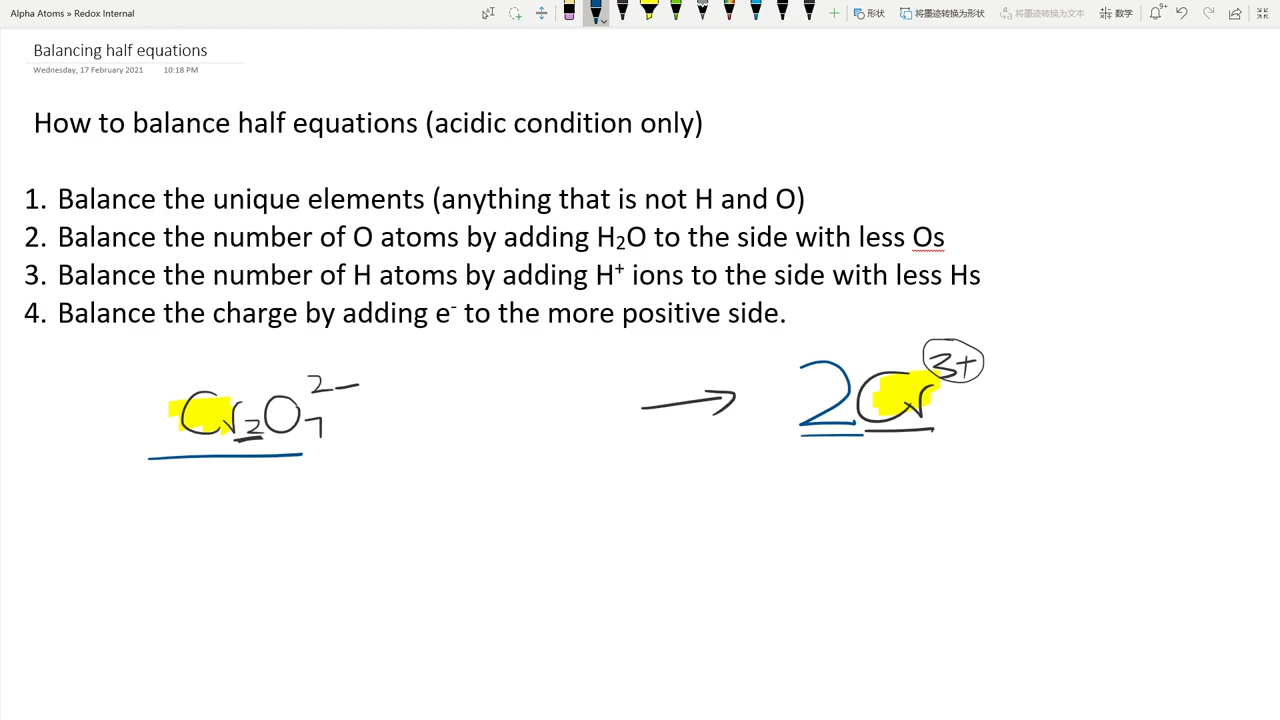 Alpha Atoms » Redox Internal
形状
将墨迹转换为形状
将墨迹转换为文本
数学
9+
Balancing half equations
Wednesday, 17 February 2021 10:18 PM
How to balance half equations (acidic condition only)
1. Balance the unique elements (anything that is not H and O)
2. Balance the number of O atoms by adding H₂O to the side with less Os
3. Balance the number of H atoms by adding H⁺ ions to the side with less Hs
4. Balance the charge by adding e⁻ to the more positive side.
Cr₂O₇²⁻ → 2Cr³⁺